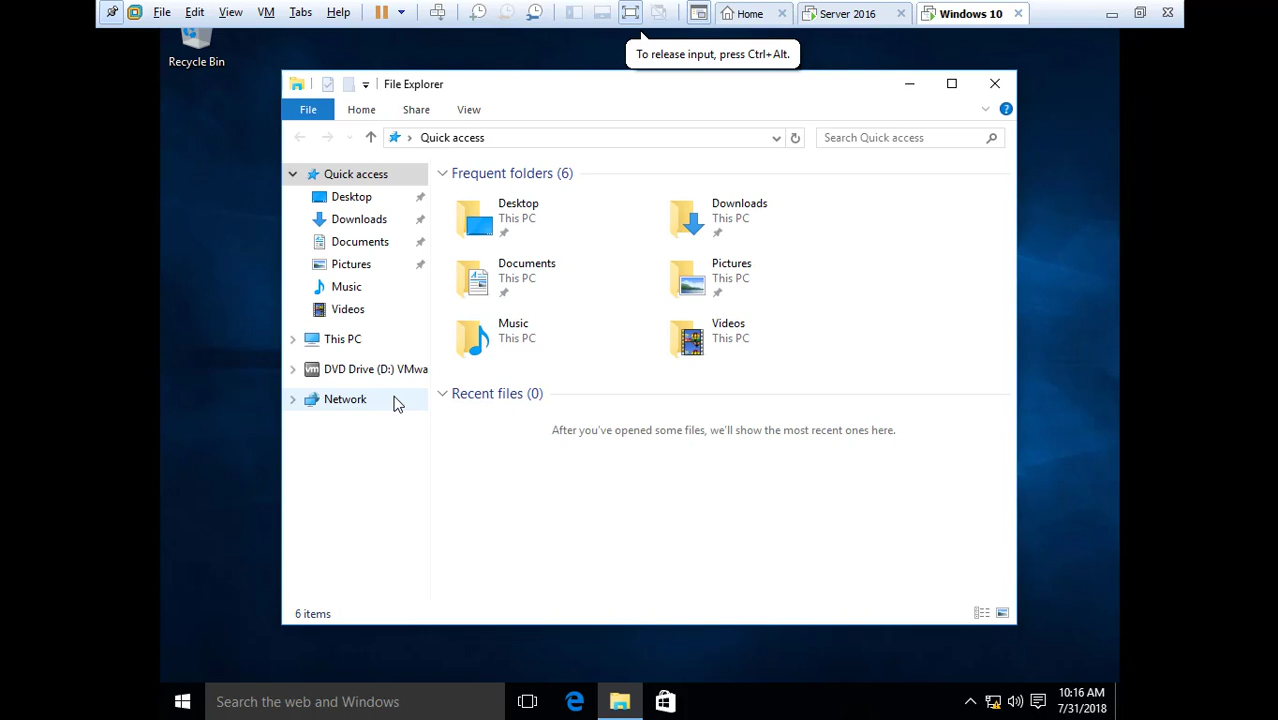 File Edit View VM Tabs Help Home Server 2016 Windows 10
To release input, press Ctrl+Alt.
Recycle Bin
File Explorer
File Home Share View
Quick access Search Quick access
Quick access
Desktop
Downloads
Documents
Pictures
Music
Videos
This PC
DVD Drive (D:) VMwa
Network
Frequent folders (6)
Desktop
This PC
Downloads
This PC
Documents
This PC
Pictures
This PC
Music
This PC
Videos
This PC
Recent files (0)
After you've opened some files, we'll show the most recent ones here.
6 items
Search the web and Windows
10:16 AM
7/31/2018